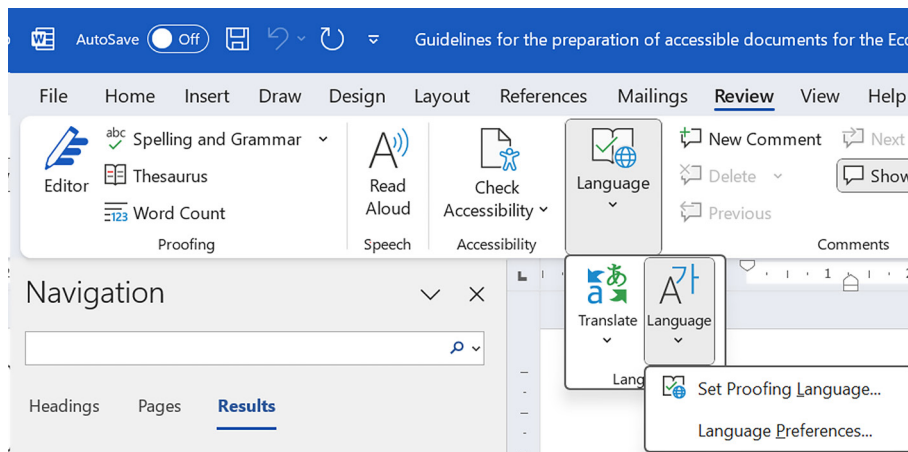 AutoSave Off Guidelines for the preparation of accessible documents for the Eco
File Home Insert Draw Design Layout References Mailings Review View Help
abc Spelling and Grammar
Thesaurus
123 Word Count
Editor
Proofing
Read
Aloud
Speech
Check
Accessibility
Accessibility
Language
New Comment Next
Delete Show
Previous
Comments
Navigation
Headings Pages Results
Translate Language
Lang
Set Proofing Language...
Language Preferences...
1